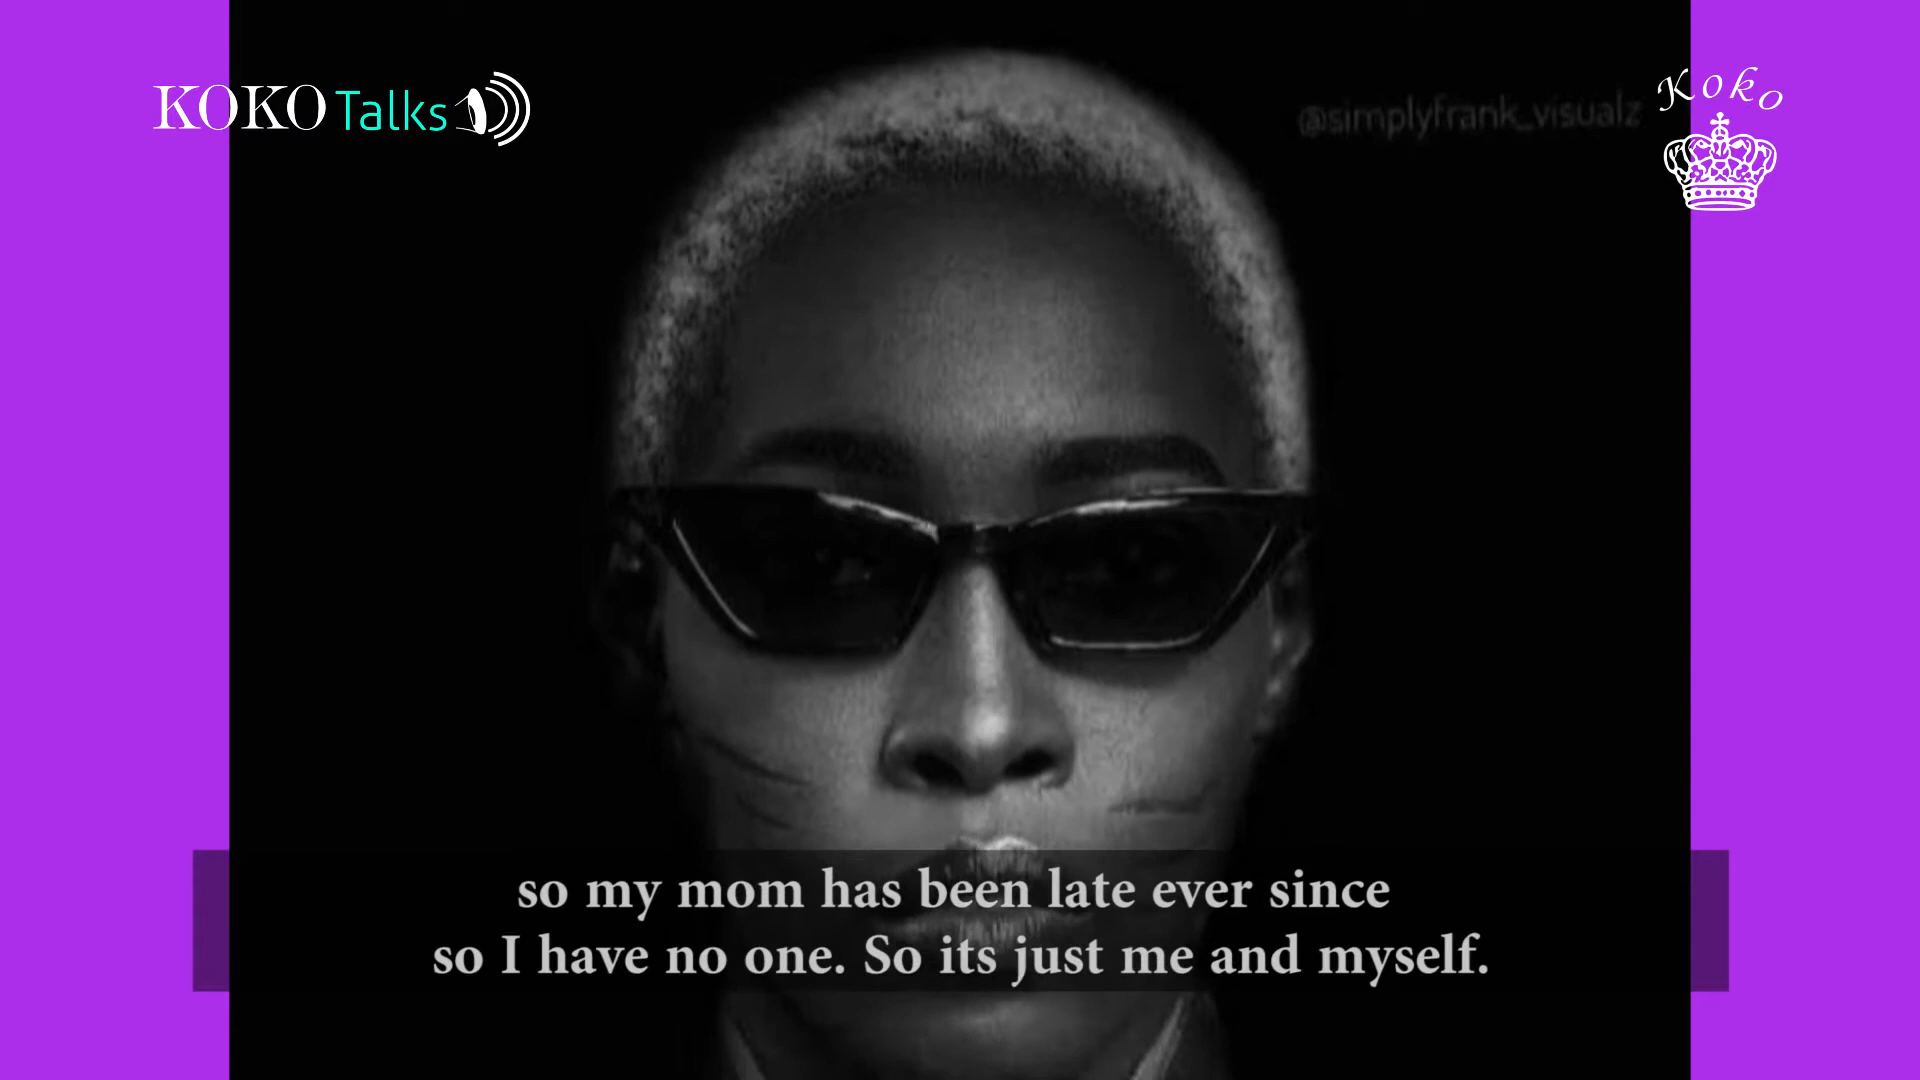 KOKO Talks
@simplyfrank_visualz
Koko
so my mom has been late ever since
so I have no one. So its just me and myself.